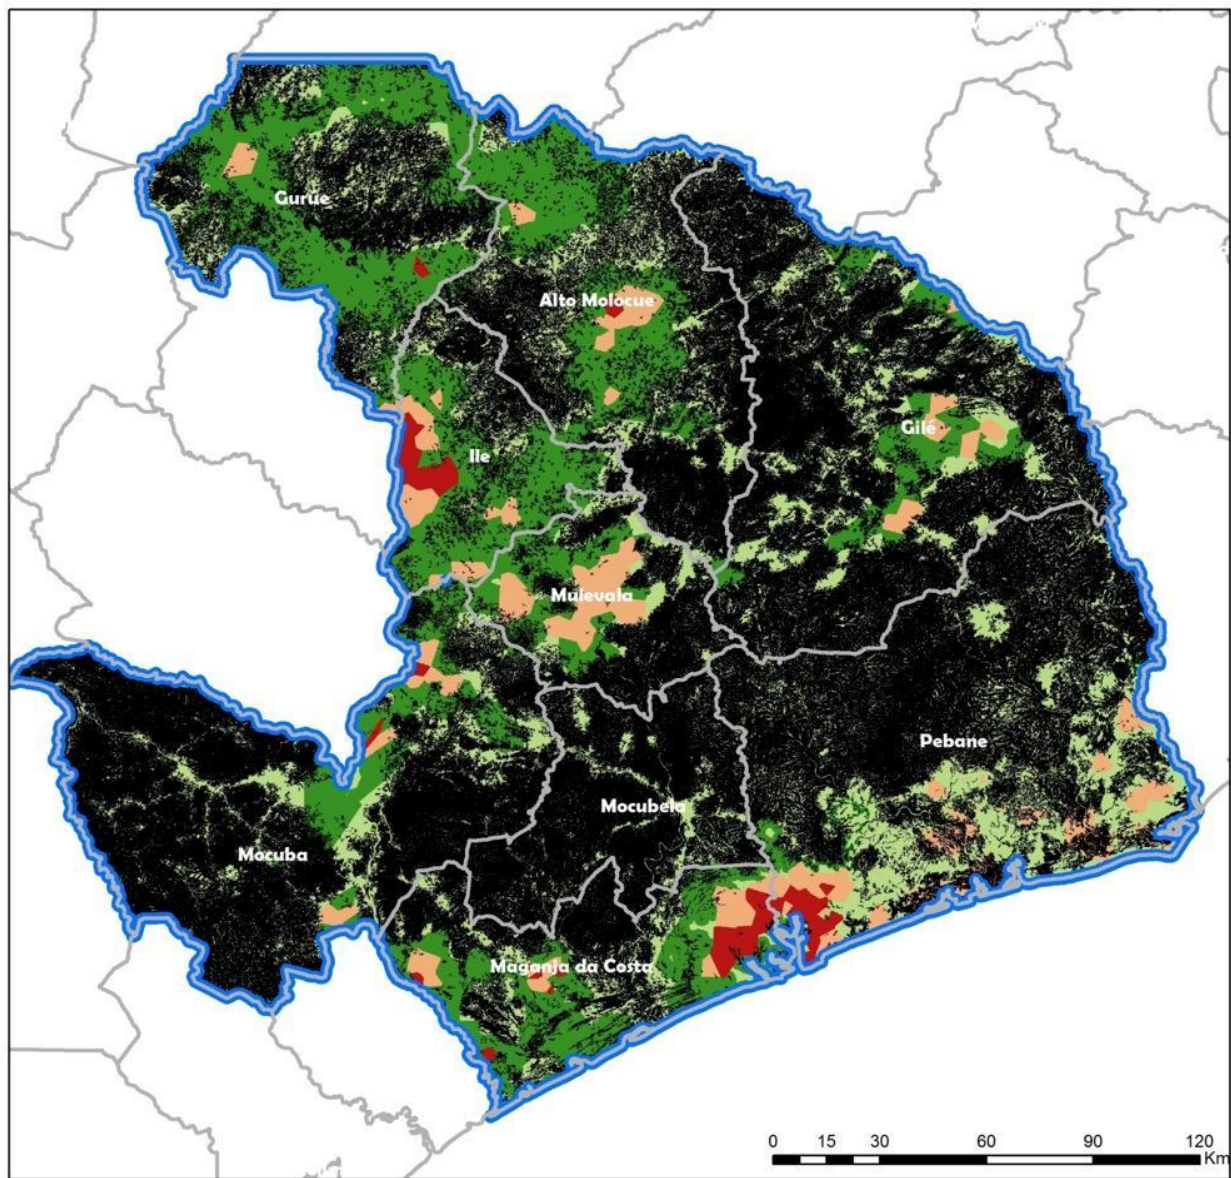 Gurue
Alto Molocue
Gilé
Ile
Mulevala
Pebane
Mocubela
Mocuba
Maganja da Costa
0 15 30 60 90 120
Km